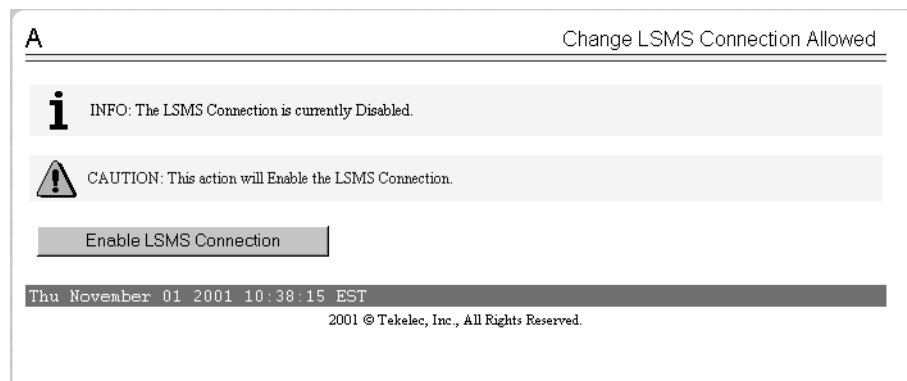 A
Change LSMS Connection Allowed
INFO: The LSMS Connection is currently Disabled.
CAUTION: This action will Enable the LSMS Connection.
Enable LSMS Connection
Thu November 01 2001 10:38:15 EST
2001 © Tekelec, Inc., All Rights Reserved.